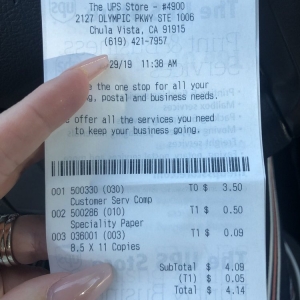 The UPS Store - #4900
2127 OLYMPIC PKWY STE 1006
Chula Vista, CA 91915
(619) 421-7957
29/19 11:38 AM
the one stop for all your
postal and business needs.
offer all the services you need
to keep your business going.
001 500330 (030) T0 $ 3.50
Customer Serv Comp
002 500286 (010) T1 $ 0.50
Speciality Paper
003 036001 (003) T1 $ 0.09
8.5 X 11 Copies
SubTotal $ 4.09
(T1) $ 0.05
Total $ 4.14